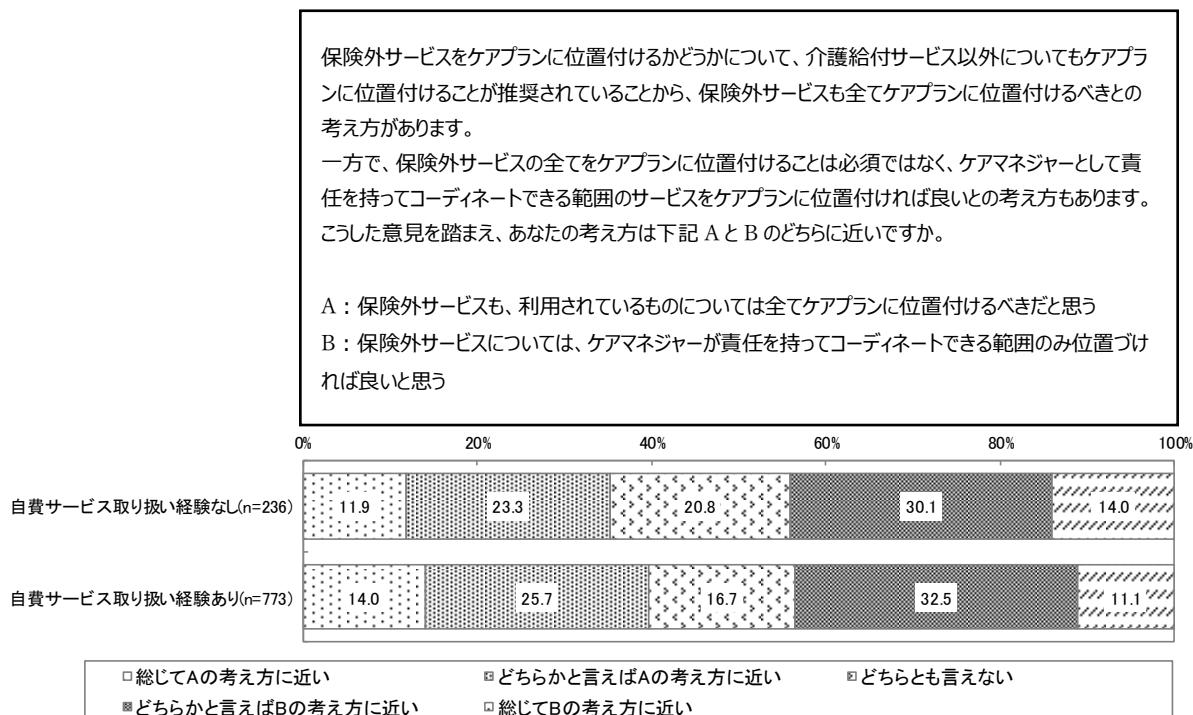 保険外サービスをケアプランに位置付けるかどうかについて、介護給付サービス以外についてもケアプラ
ンに位置付けることが推奨されていることから、保険外サービスも全てケアプランに位置付けるべきとの
考え方があります。
一方で、保険外サービスの全てをケアプランに位置付けることは必須ではなく、ケアマネジャーとして責
任を持ってコーディネートできる範囲のサービスをケアプランに位置付ければ良いとの考え方もあります。
こうした意見を踏まえ、あなたの考え方は下記 A と B のどちらに近いですか。
A：保険外サービスも、利用されているものについては全てケアプランに位置付けるべきだと思う
B：保険外サービスについては、ケアマネジャーが責任を持ってコーディネートできる範囲のみ位置づけ
れば良いと思う
0% 20% 40% 60% 80% 100%
自費サービス取り扱い経験なし(n=236) 11.9 23.3 20.8 30.1 14.0
自費サービス取り扱い経験あり(n=773) 14.0 25.7 16.7 32.5 11.1
総じてAの考え方に近い どちらかと言えばAの考え方に近い どちらとも言えない
どちらかと言えばBの考え方に近い 総じてBの考え方に近い